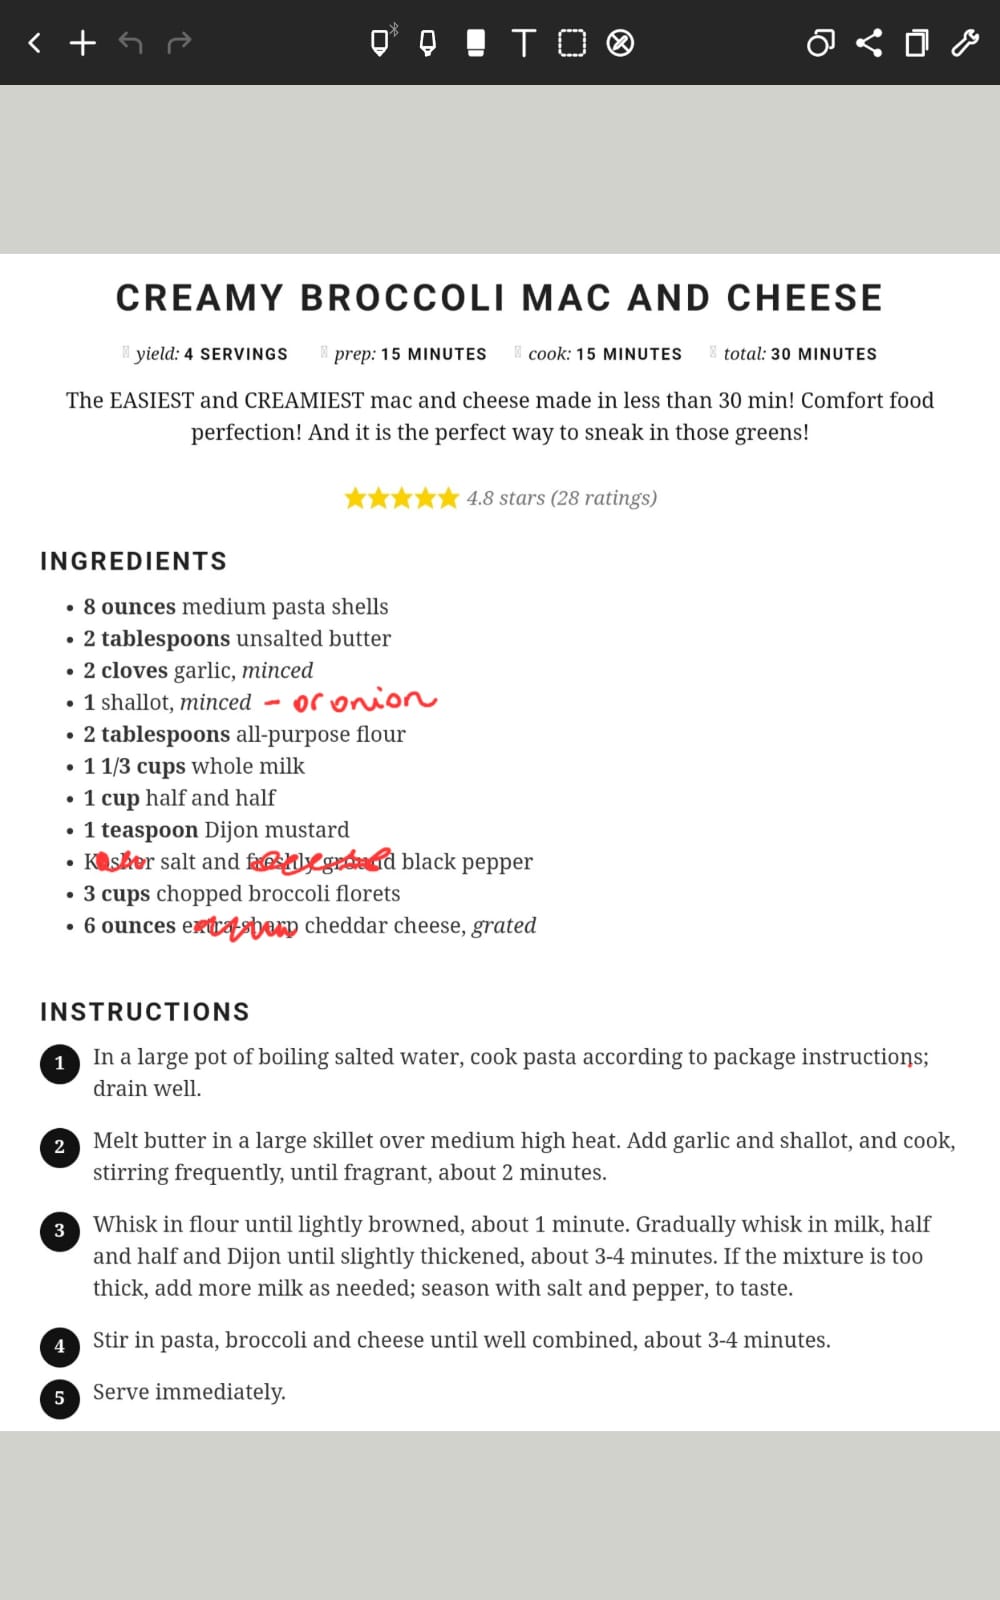 CREAMY BROCCOLI MAC AND CHEESE
yield: 4 SERVINGS prep: 15 MINUTES cook: 15 MINUTES total: 30 MINUTES
The EASIEST and CREAMIEST mac and cheese made in less than 30 min! Comfort food
perfection! And it is the perfect way to sneak in those greens!
4.8 stars (28 ratings)
INGREDIENTS
• 8 ounces medium pasta shells
• 2 tablespoons unsalted butter
• 2 cloves garlic, minced
• 1 shallot, minced - or onion
• 2 tablespoons all-purpose flour
• 1 1/3 cups whole milk
• 1 cup half and half
• 1 teaspoon Dijon mustard
• Kosher salt and freshly ground black pepper
• 3 cups chopped broccoli florets
• 6 ounces extra-sharp cheddar cheese, grated
INSTRUCTIONS
1 In a large pot of boiling salted water, cook pasta according to package instructions;
drain well.
2 Melt butter in a large skillet over medium high heat. Add garlic and shallot, and cook,
stirring frequently, until fragrant, about 2 minutes.
3 Whisk in flour until lightly browned, about 1 minute. Gradually whisk in milk, half
and half and Dijon until slightly thickened, about 3-4 minutes. If the mixture is too
thick, add more milk as needed; season with salt and pepper, to taste.
4 Stir in pasta, broccoli and cheese until well combined, about 3-4 minutes.
5 Serve immediately.